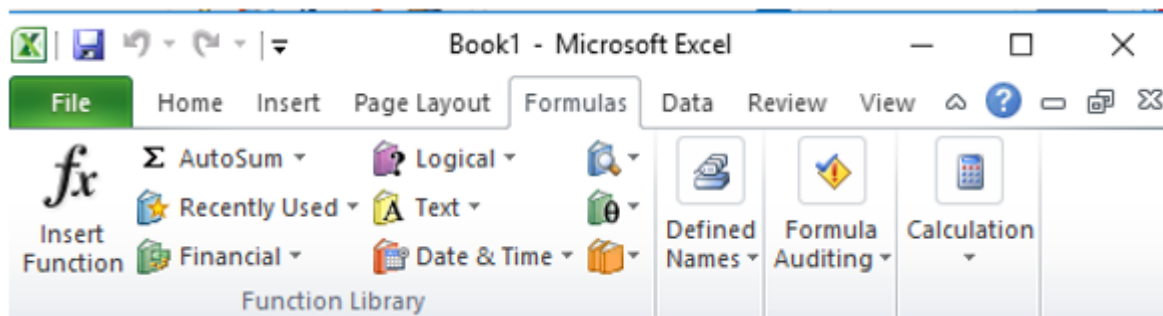 Book1 - Microsoft Excel
File Home Insert Page Layout Formulas Data Review View
fx Insert Function
Σ AutoSum
Recently Used
Financial
Logical
Text
Date & Time
Function Library
Defined Names
Formula Auditing
Calculation